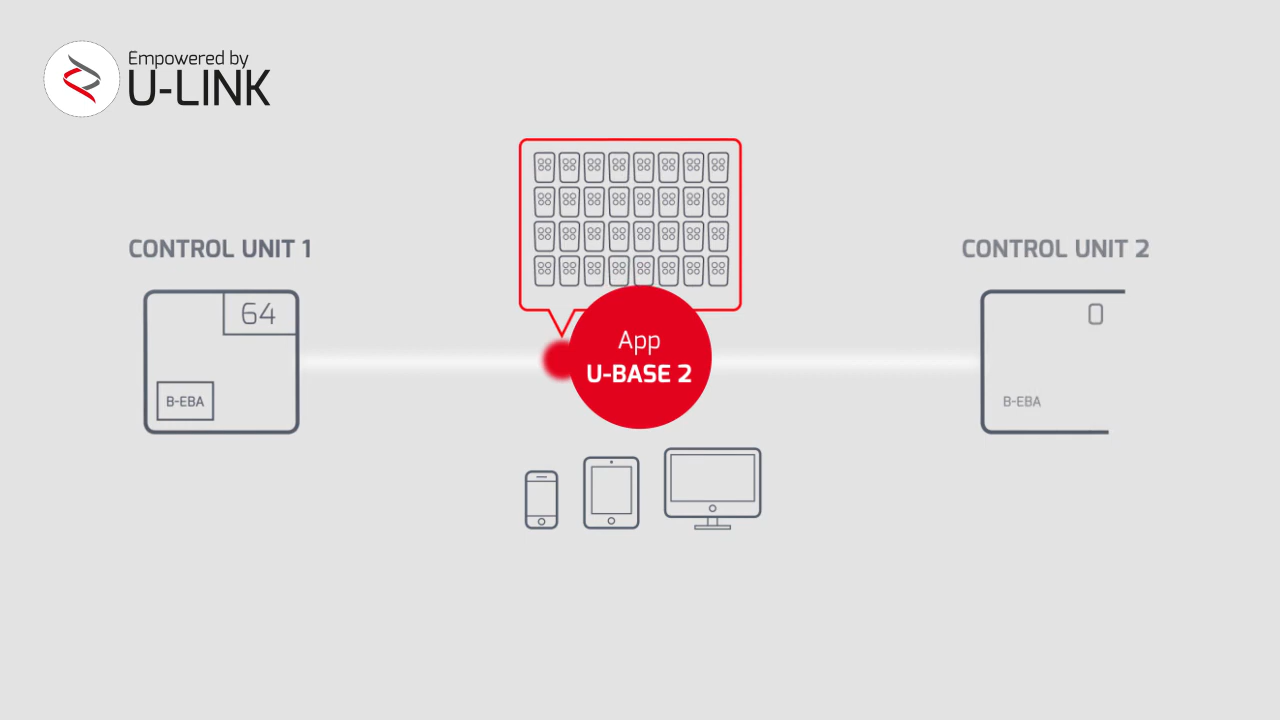 Empowered by
U-LINK
CONTROL UNIT 1
CONTROL UNIT 2
64
0
App
U-BASE 2
B-EBA
B-EBA